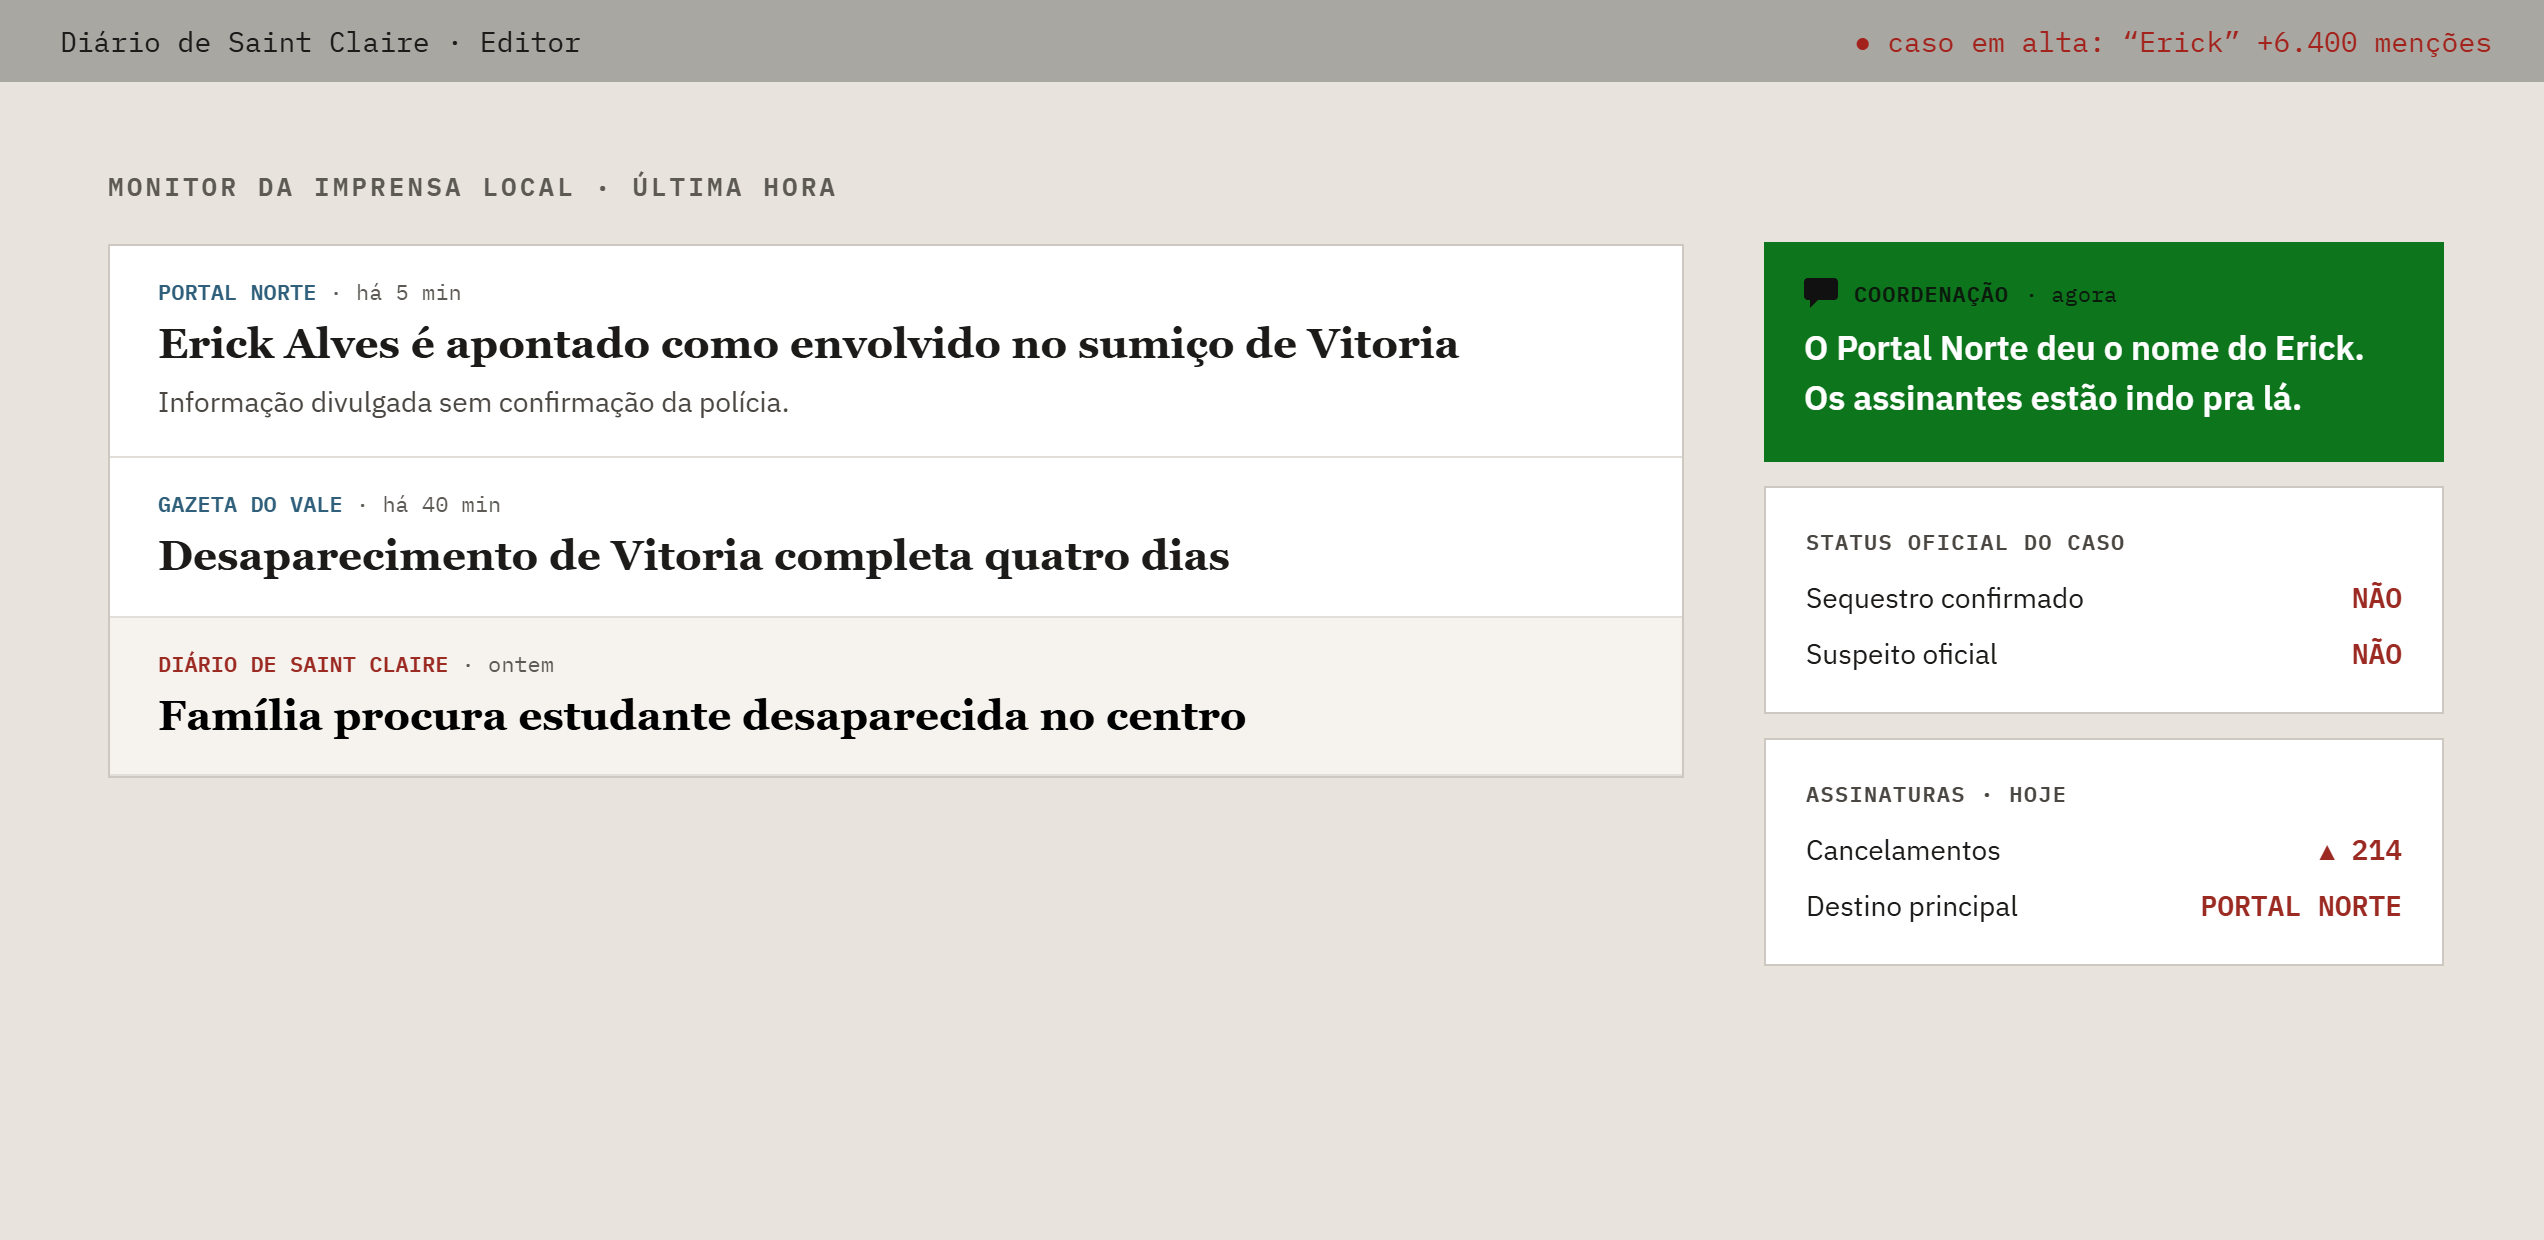 Diário de Saint Claire · Editor
● caso em alta: “Erick” +6.400 menções
MONITOR DA IMPRENSA LOCAL · ÚLTIMA HORA
PORTAL NORTE · há 5 min
Erick Alves é apontado como envolvido no sumiço de Vitoria
Informação divulgada sem confirmação da polícia.
GAZETA DO VALE · há 40 min
Desaparecimento de Vitoria completa quatro dias
DIÁRIO DE SAINT CLAIRE · ontem
Família procura estudante desaparecida no centro
COORDENAÇÃO · agora
O Portal Norte deu o nome do Erick.
Os assinantes estão indo pra lá.
STATUS OFICIAL DO CASO
Sequestro confirmado NÃO
Suspeito oficial NÃO
ASSINATURAS · HOJE
Cancelamentos ▲ 214
Destino principal PORTAL NORTE